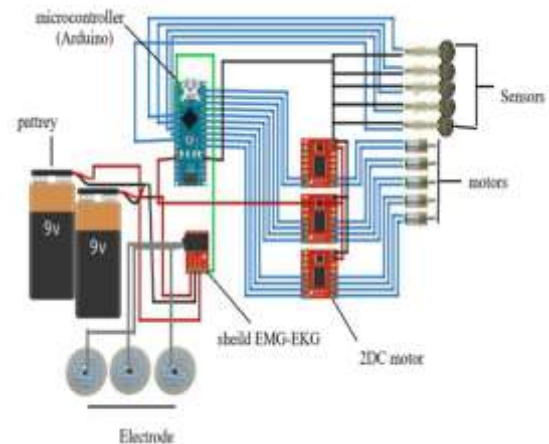 microcontroller
(Arduino)
Sensors
pattrey
motors
9v
9v
sheild EMG-EKG
2DC motor
Electrode